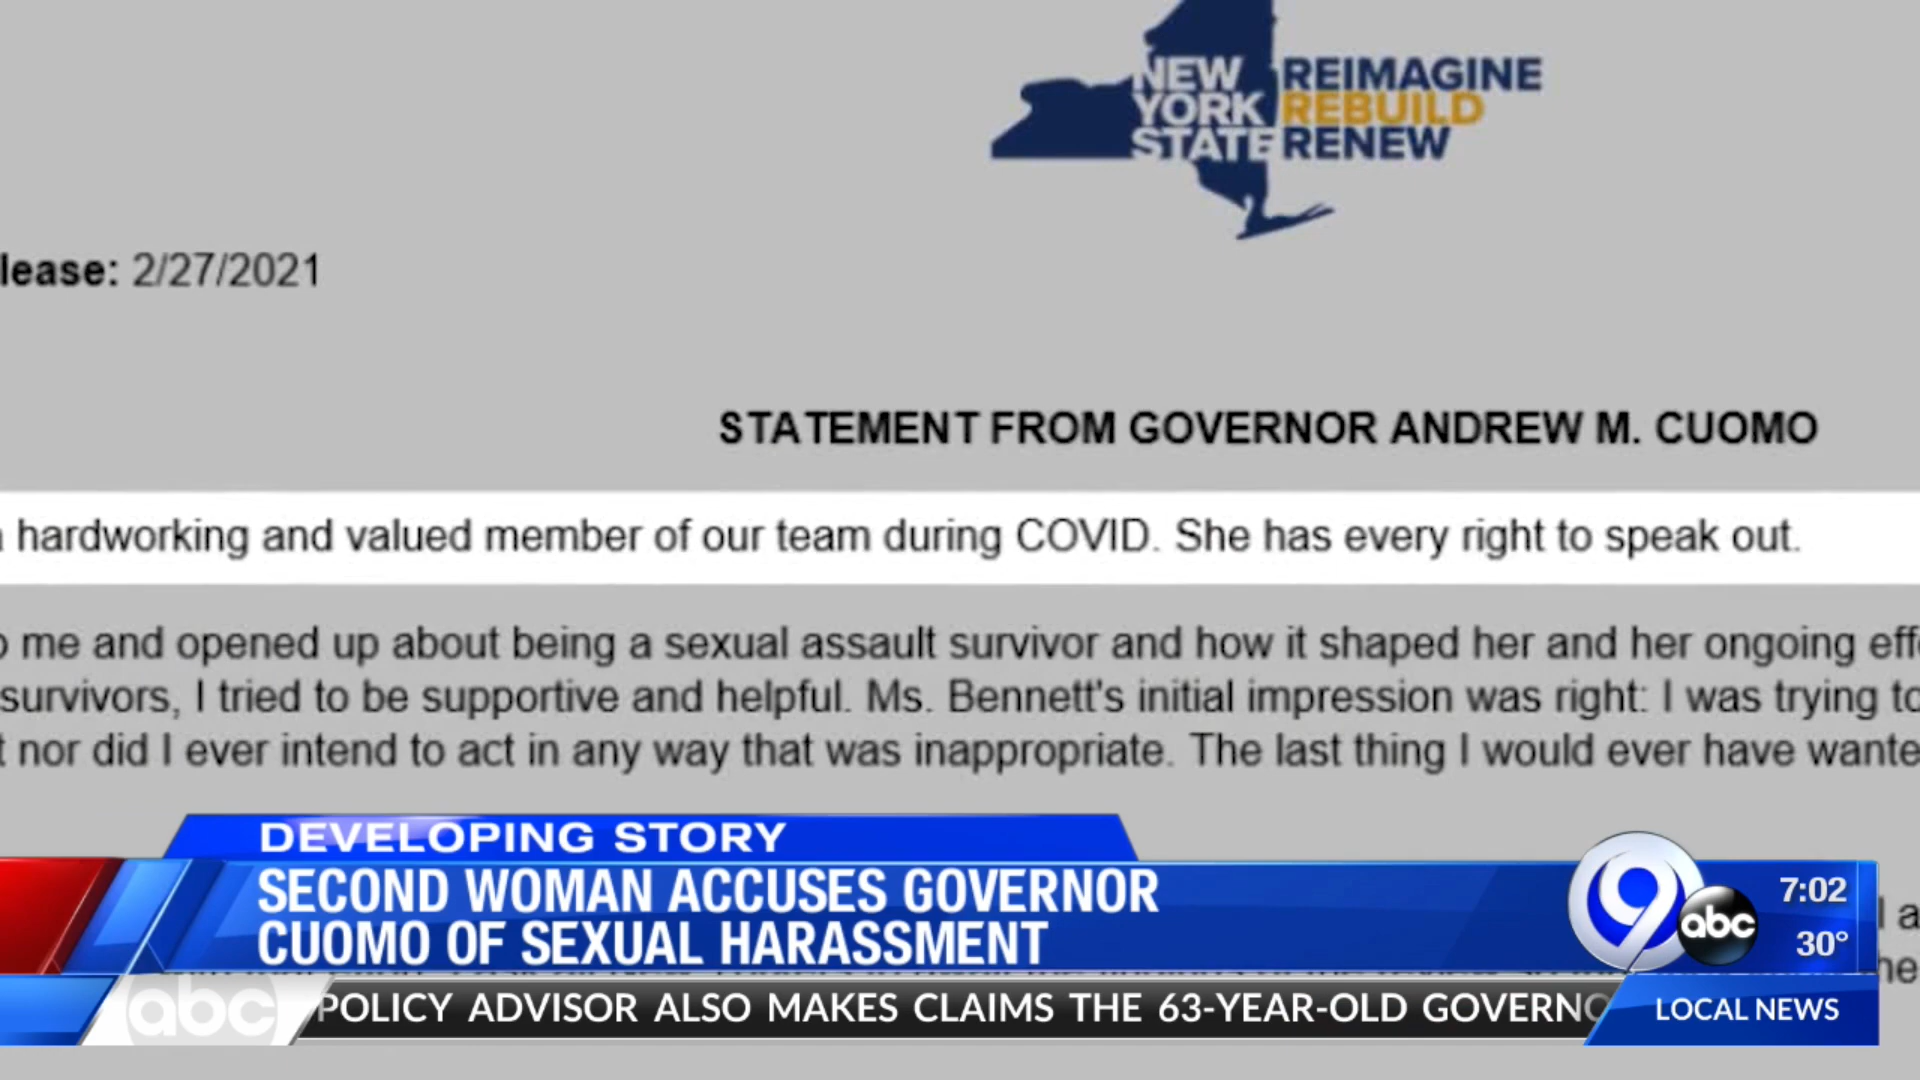 NEW YORK STATE
REIMAGINE
REBUILD
RENEW
lease: 2/27/2021
STATEMENT FROM GOVERNOR ANDREW M. CUOMO
hardworking and valued member of our team during COVID. She has every right to speak out.
me and opened up about being a sexual assault survivor and how it shaped her and her ongoing eff
survivors, I tried to be supportive and helpful. Ms. Bennett's initial impression was right: I was trying to
nor did I ever intend to act in any way that was inappropriate. The last thing I would ever have wante
DEVELOPING STORY
SECOND WOMAN ACCUSES GOVERNOR
CUOMO OF SEXUAL HARASSMENT
9 abc
7:02
30°
abc
POLICY ADVISOR ALSO MAKES CLAIMS THE 63-YEAR-OLD GOVERNO
LOCAL NEWS